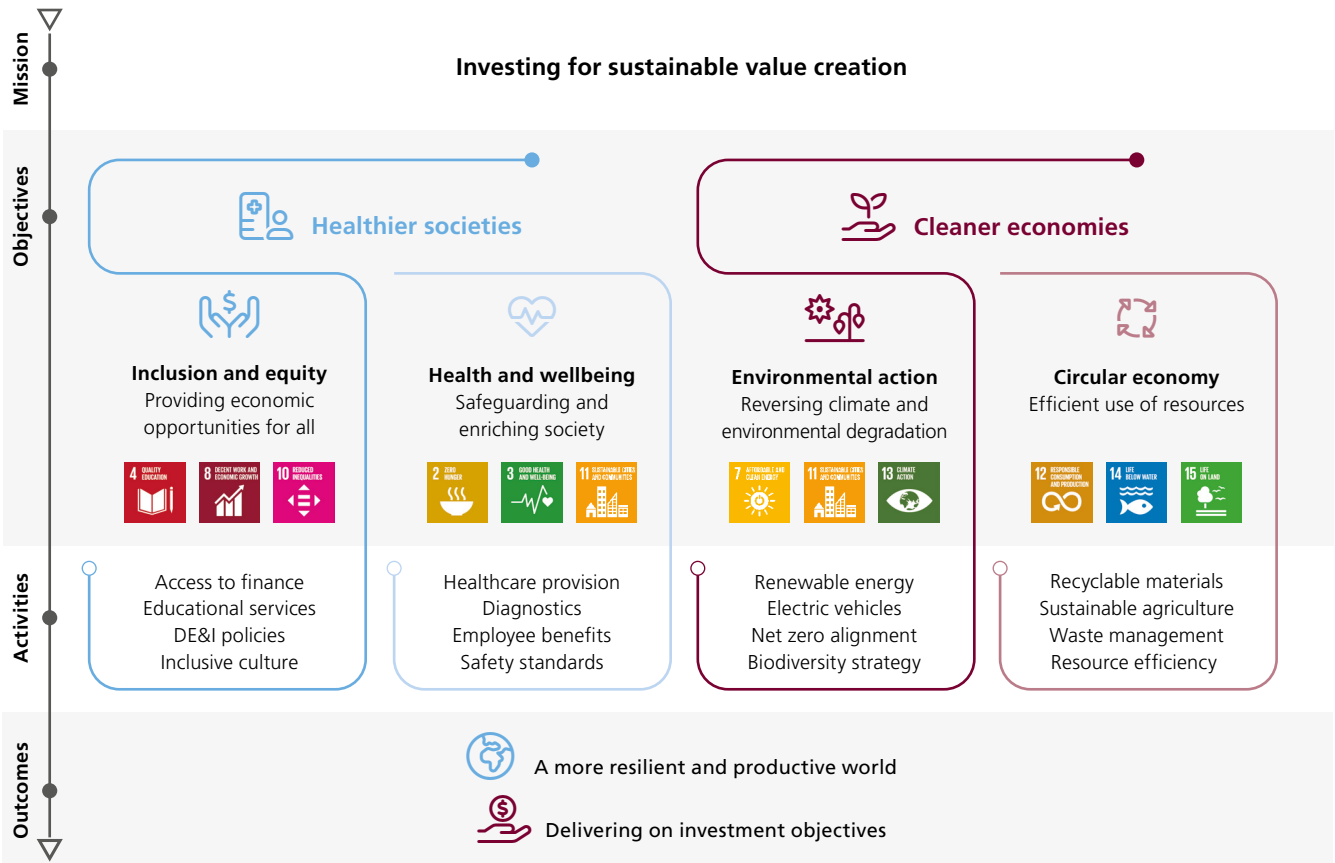 Mission
Investing for sustainable value creation
Objectives
Healthier societies
Cleaner economies
Inclusion and equity
Providing economic
opportunities for all
Health and wellbeing
Safeguarding and
enriching society
Environmental action
Reversing climate and
environmental degradation
Circular economy
Efficient use of resources
4 QUALITY
EDUCATION
8 DECENT WORK AND
ECONOMIC GROWTH
10 REDUCED
INEQUALITIES
2 ZERO
HUNGER
3 GOOD HEALTH
AND WELL-BEING
11 SUSTAINABLE CITIES
AND COMMUNITIES
7 AFFORDABLE AND
CLEAN ENERGY
11 SUSTAINABLE CITIES
AND COMMUNITIES
13 CLIMATE
ACTION
12 RESPONSIBLE
CONSUMPTION
AND PRODUCTION
14 LIFE
BELOW WATER
15 LIFE
ON LAND
Activities
Access to finance
Educational services
DE&I policies
Inclusive culture
Healthcare provision
Diagnostics
Employee benefits
Safety standards
Renewable energy
Electric vehicles
Net zero alignment
Biodiversity strategy
Recyclable materials
Sustainable agriculture
Waste management
Resource efficiency
Outcomes
A more resilient and productive world
Delivering on investment objectives